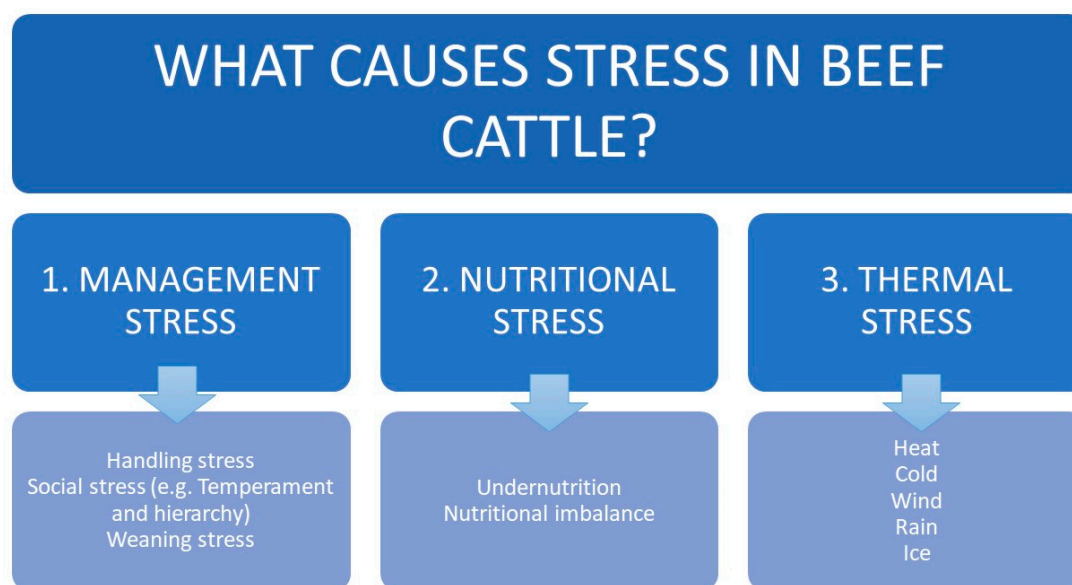 WHAT CAUSES STRESS IN BEEF
CATTLE?
1. MANAGEMENT
STRESS
Handling stress
Social stress (e.g. Temperament
and hierarchy)
Weaning stress
2. NUTRITIONAL
STRESS
Undernutrition
Nutritional imbalance
3. THERMAL
STRESS
Heat
Cold
Wind
Rain
Ice